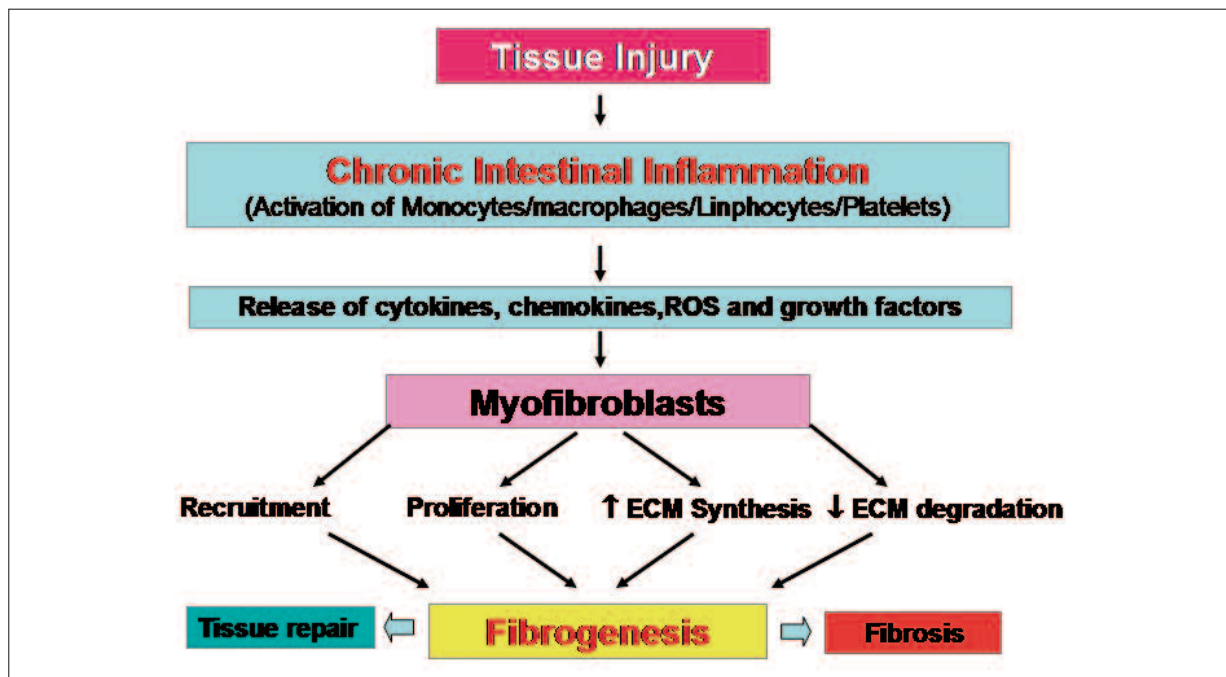 Tissue Injury
Chronic Intestinal Inflammation
(Activation of Monocytes/macrophages/Linphocytes/Platelets)
Release of cytokines, chemokines,ROS and growth factors
Myofibroblasts
Recruitment
Proliferation
↑ ECM Synthesis
↓ ECM degradation
Tissue repair
Fibrogenesis
Fibrosis